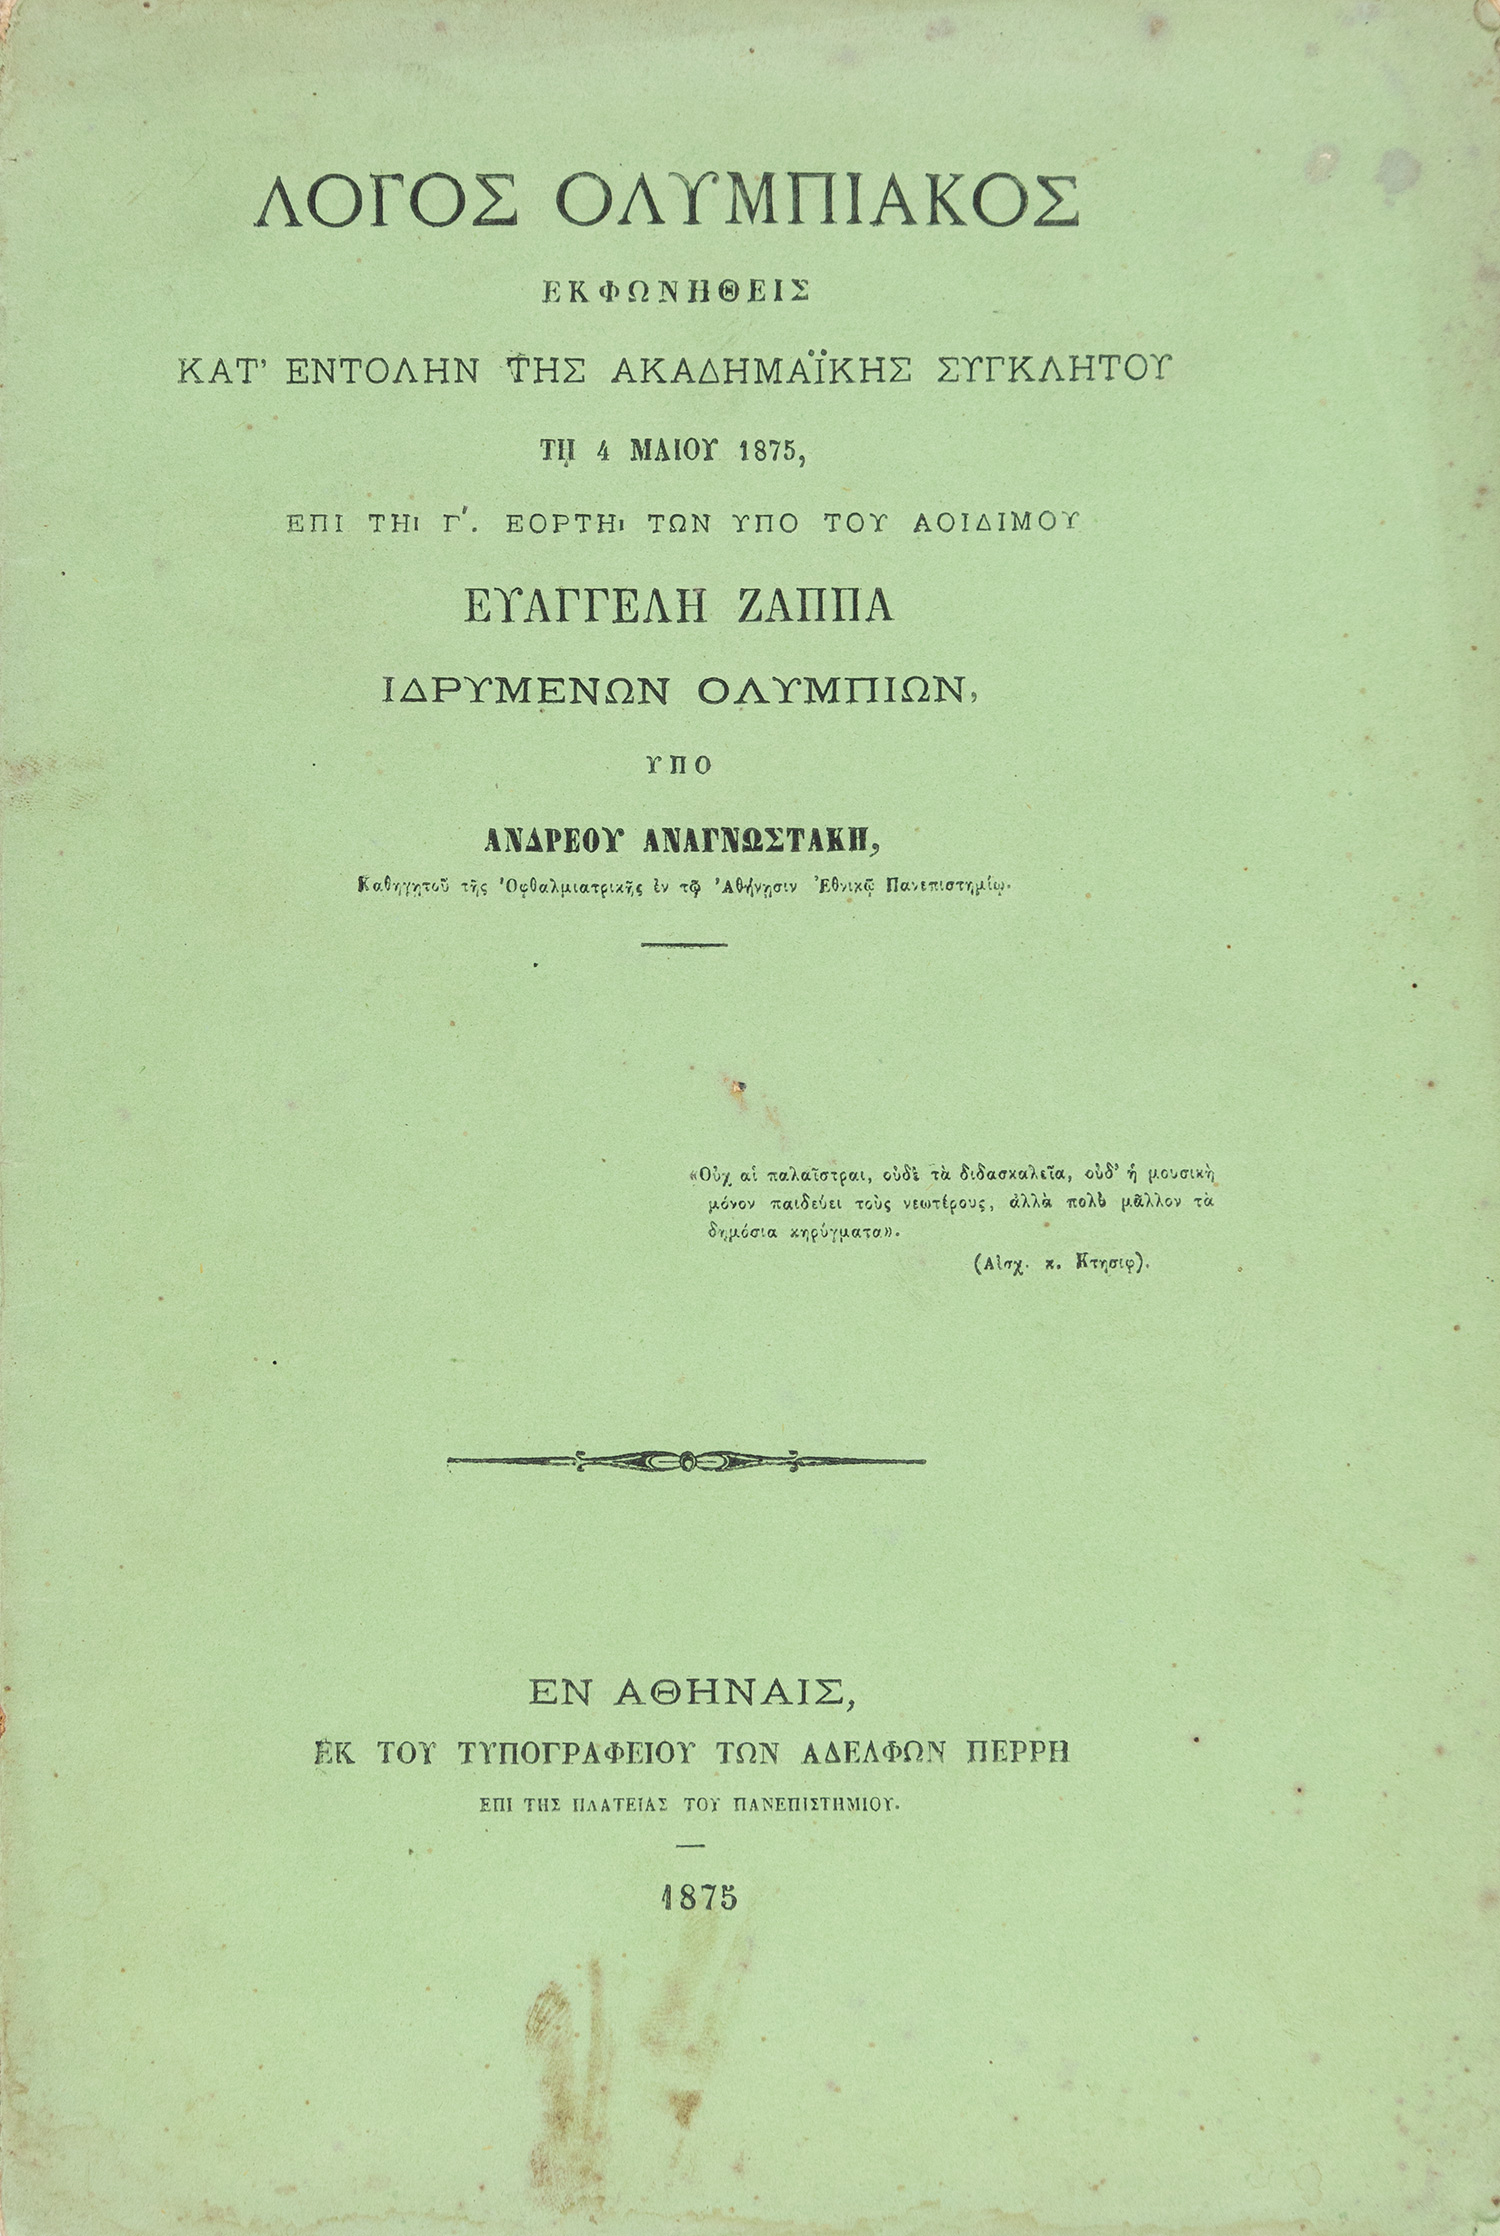 ΛΟΓΟΣ ΟΛΥΜΠΙΑΚΟΣ
ΕΚΦΩΝΗΘΕΙΣ
ΚΑΤ' ΕΝΤΟΛΗΝ ΤΗΣ ΑΚΑΔΗΜΑΪΚΗΣ ΣΥΓΚΛΗΤΟΥ
Τῌ 4 ΜΑΙΟΥ 1875,
ΕΠΙ ΤΗι Γ'. ΕΟΡΤΗι ΤΩΝ ΥΠΟ ΤΟΥ ΑΟΙΔΙΜΟΥ
ΕΥΑΓΓΕΛΗ ΖΑΠΠΑ
ΙΔΡΥΜΕΝΩΝ ΟΛΥΜΠΙΩΝ,
ΥΠΟ
ΑΝΔΡΕΟΥ ΑΝΑΓΝΩΣΤΑΚΗ,
Καθηγητοῦ τῆς Ὀφθαλμιατρικῆς ἐν τῷ Ἀθήνῃσιν Ἐθνικῷ Πανεπιστημίῳ.
«Οὐχ αἱ παλαῖστραι, οὐδὲ τὰ διδασκαλεῖα, οὐδ' ἡ μουσικὴ
μόνον παιδεύει τοὺς νεωτέρους, ἀλλὰ πολὺ μᾶλλον τὰ
δημόσια κηρύγματα».
(Αἰσχ. κ. Κτησιφ).
ΕΝ ΑΘΗΝΑΙΣ,
ΕΚ ΤΟΥ ΤΥΠΟΓΡΑΦΕΙΟΥ ΤΩΝ ΑΔΕΛΦΩΝ ΠΕΡΡΗ
ΕΠΙ ΤΗΣ ΠΛΑΤΕΙΑΣ ΤΟΥ ΠΑΝΕΠΙΣΤΗΜΙΟΥ.
1875